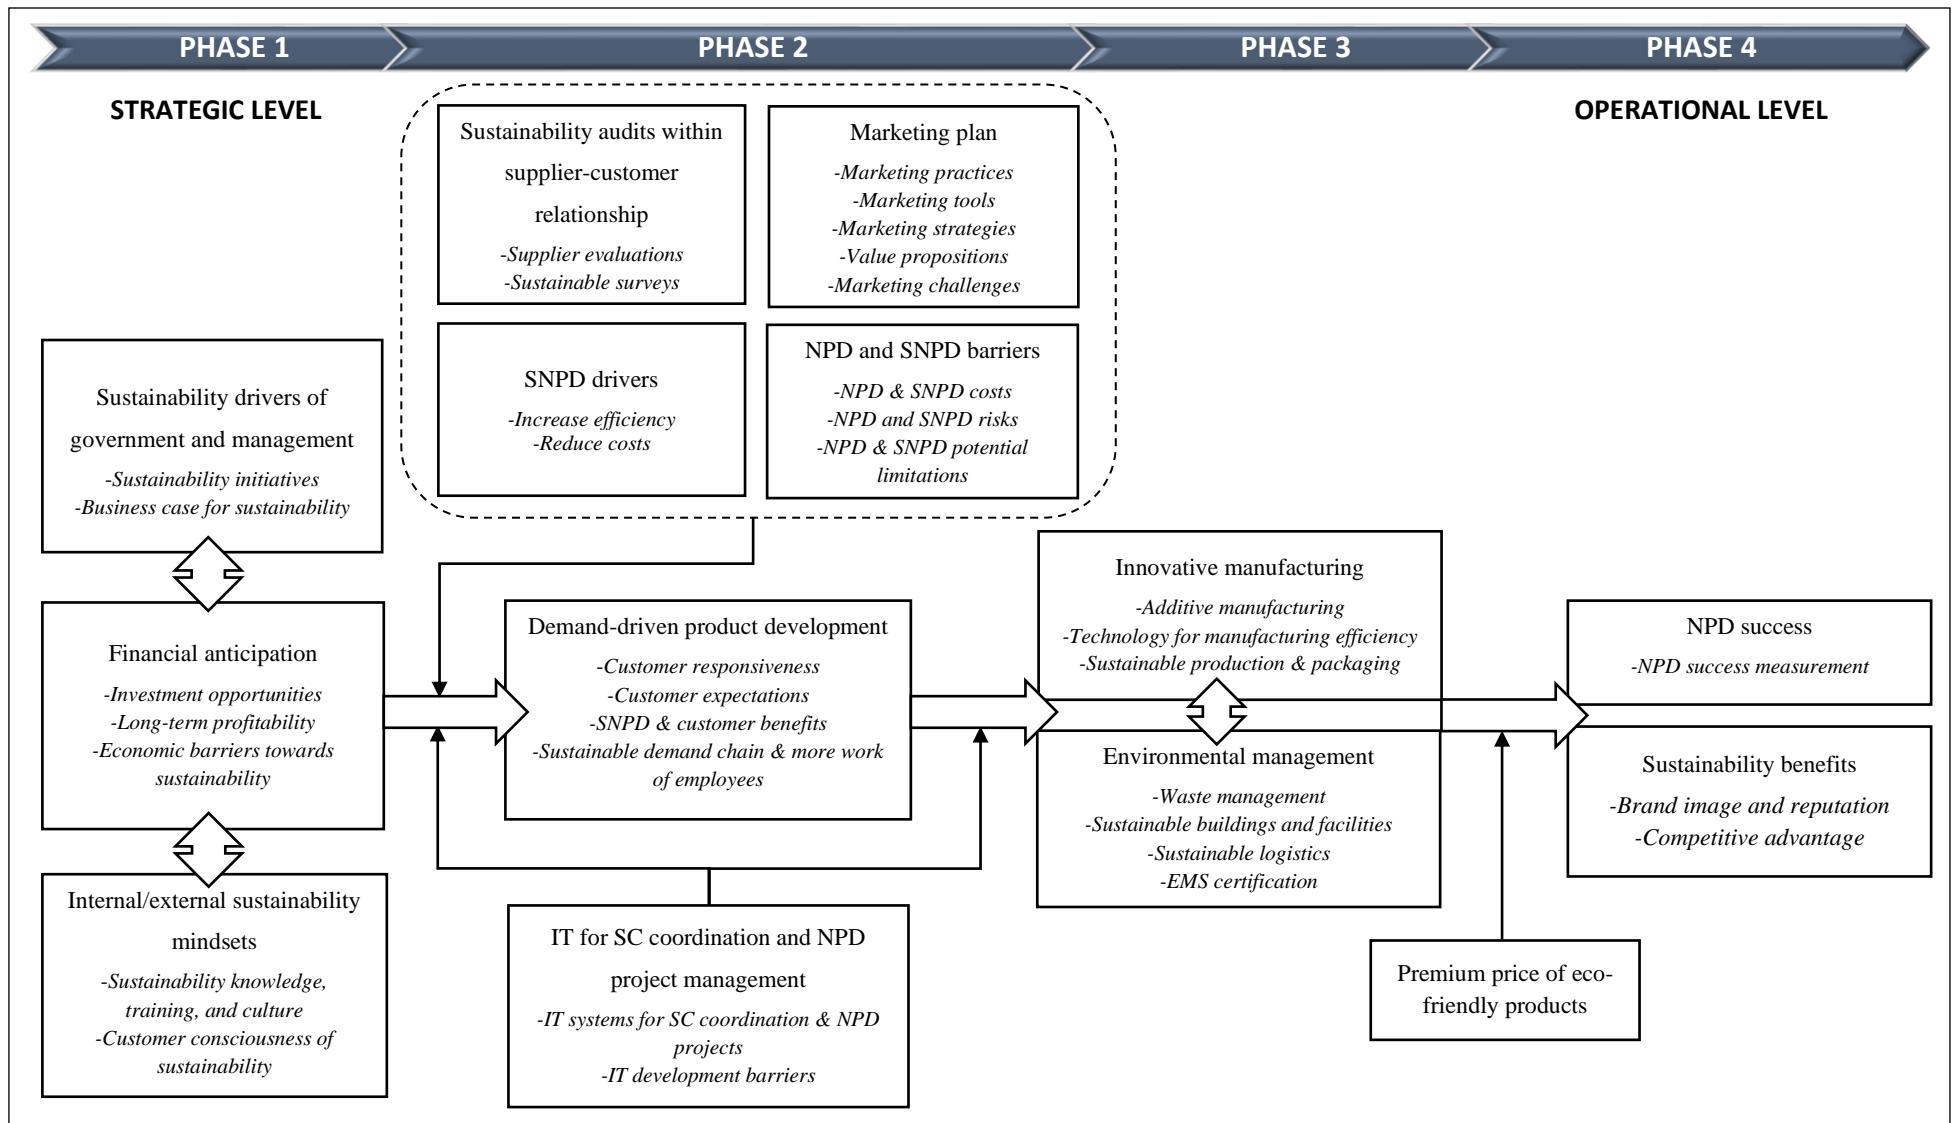 PHASE 1
PHASE 2
PHASE 3
PHASE 4
STRATEGIC LEVEL
OPERATIONAL LEVEL
Sustainability audits within
supplier-customer
relationship
-Supplier evaluations
-Sustainable surveys
Marketing plan
-Marketing practices
-Marketing tools
-Marketing strategies
-Value propositions
-Marketing challenges
SNPD drivers
-Increase efficiency
-Reduce costs
NPD and SNPD barriers
-NPD & SNPD costs
-NPD and SNPD risks
-NPD & SNPD potential
limitations
Sustainability drivers of
government and management
-Sustainability initiatives
-Business case for sustainability
Financial anticipation
-Investment opportunities
-Long-term profitability
-Economic barriers towards
sustainability
Internal/external sustainability
mindsets
-Sustainability knowledge,
training, and culture
-Customer consciousness of
sustainability
Demand-driven product development
-Customer responsiveness
-Customer expectations
-SNPD & customer benefits
-Sustainable demand chain & more work
of employees
IT for SC coordination and NPD
project management
-IT systems for SC coordination & NPD
projects
-IT development barriers
Innovative manufacturing
-Additive manufacturing
-Technology for manufacturing efficiency
-Sustainable production & packaging
Environmental management
-Waste management
-Sustainable buildings and facilities
-Sustainable logistics
-EMS certification
Premium price of eco-
friendly products
NPD success
-NPD success measurement
Sustainability benefits
-Brand image and reputation
-Competitive advantage